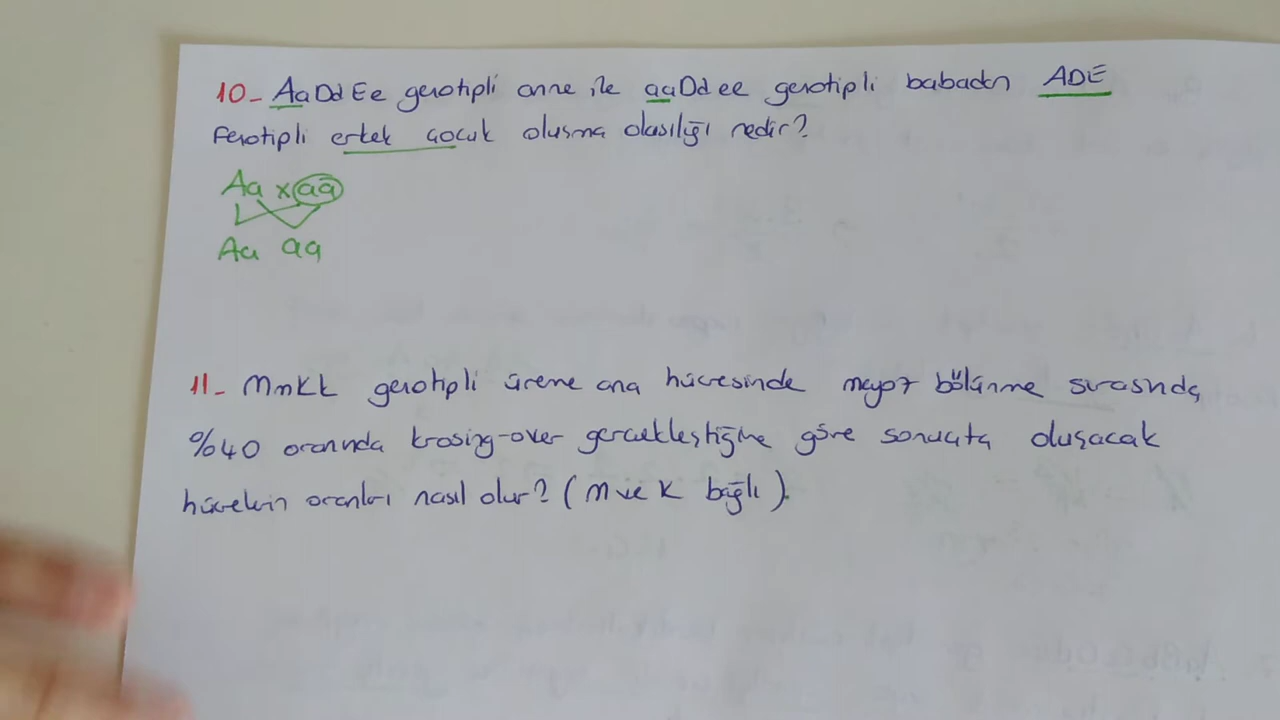 10- AaDdEe genotipli anne ile aaDdee genotipli babadan ADE
Fenotipli erkek çocuk oluşma olasılığı nedir?
Aa x aa
Aa aa
11- MmKk genotipli üreme ana hücresinde mayoz bölünme sırasında
%40 oranında krosing-over gerçekleştiğine göre sonuçta oluşacak
hücrelerin oranları nasıl olur? (M ve K bağlı).